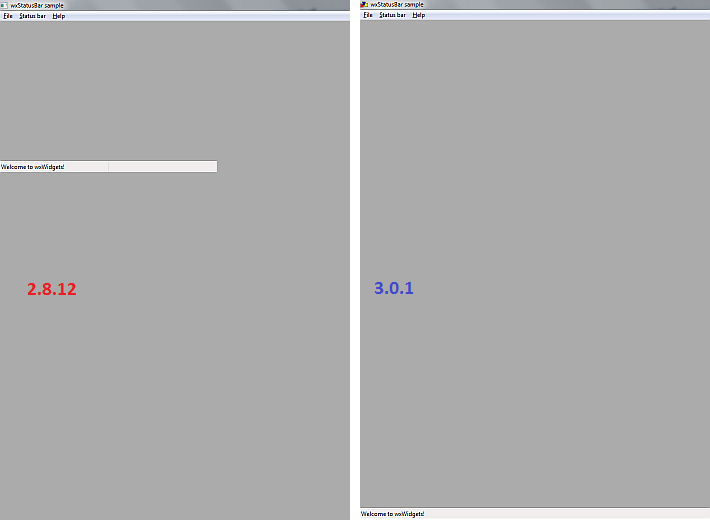 wxStatusBar sample
File Status bar Help
Welcome to wxWidgets!
2.8.12
wxStatusBar sample
File Status bar Help
3.0.1
Welcome to wxWidgets!